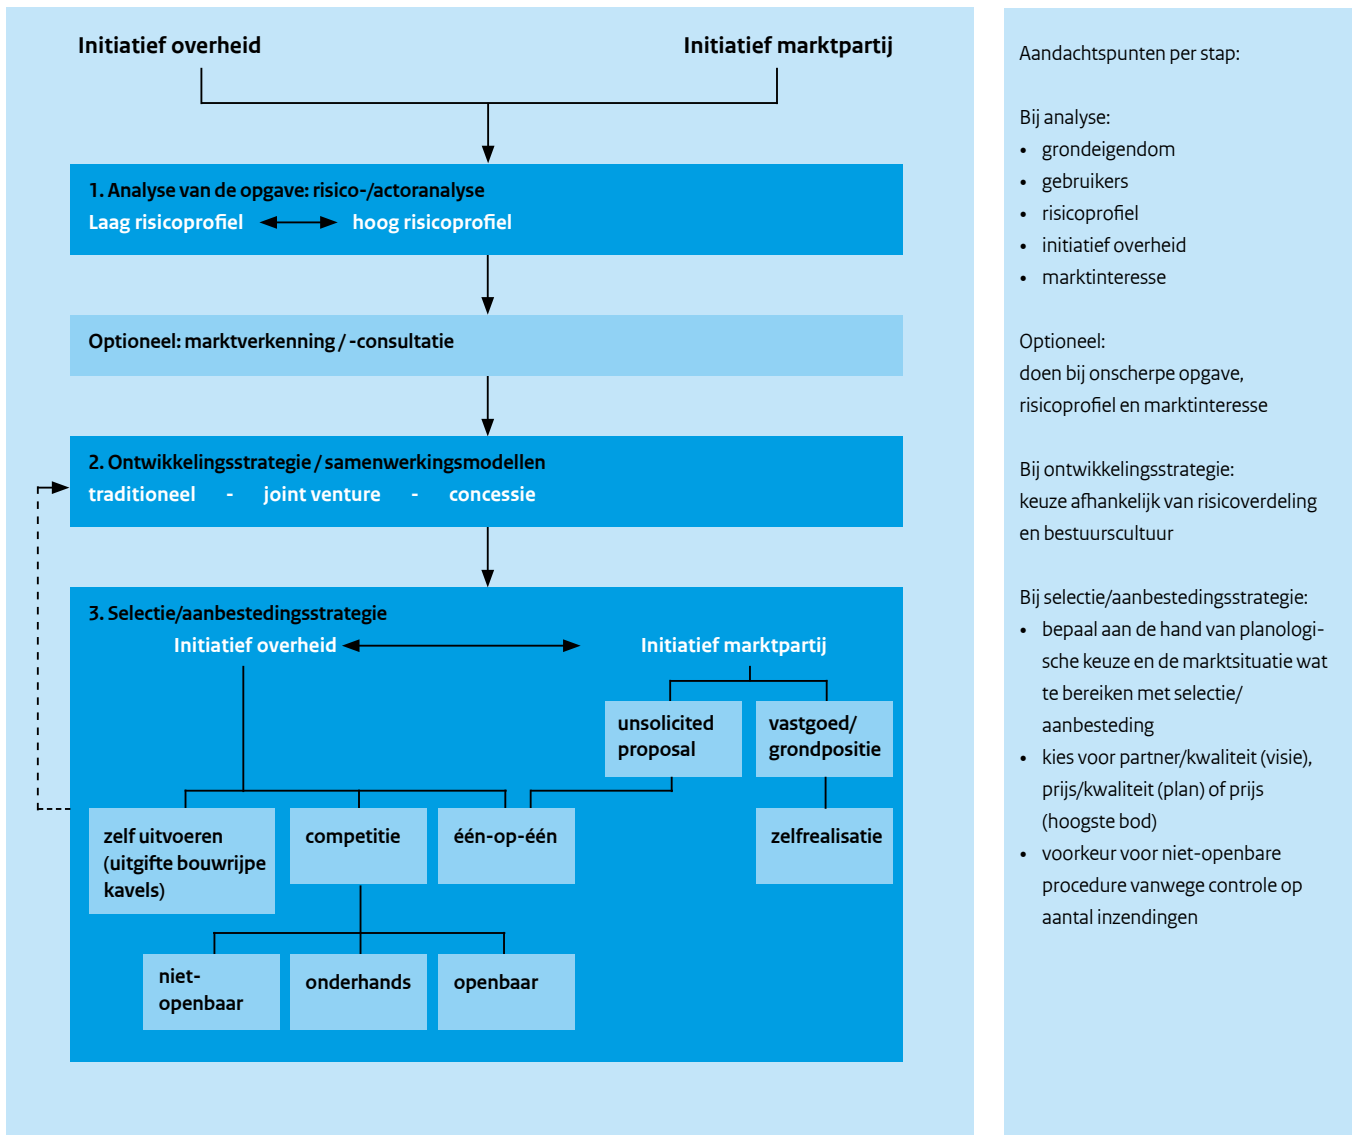 Initiatief overheid
Initiatief marktpartij
1. Analyse van de opgave: risico-/actoranalyse
Laag risicoprofiel hoog risicoprofiel
Optioneel: marktverkenning / -consultatie
2. Ontwikkelingsstrategie / samenwerkingsmodellen
traditioneel - joint venture - concessie
3. Selectie/aanbestedingsstrategie
Initiatief overheid
Initiatief marktpartij
unsolicited
proposal
vastgoed/
grondpositie
zelf uitvoeren
(uitgifte bouwrijpe
kavels)
competitie
één-op-één
zelfrealisatie
niet-
openbaar
onderhands
openbaar
Aandachtspunten per stap:
Bij analyse:
• grondeigendom
• gebruikers
• risicoprofiel
• initiatief overheid
• marktinteresse
Optioneel:
doen bij onscherpe opgave,
risicoprofiel en marktinteresse
Bij ontwikkelingsstrategie:
keuze afhankelijk van risicoverdeling
en bestuurscultuur
Bij selectie/aanbestedingsstrategie:
• bepaal aan de hand van planologi-
sche keuze en de marktsituatie wat
te bereiken met selectie/
aanbesteding
• kies voor partner/kwaliteit (visie),
prijs/kwaliteit (plan) of prijs
(hoogste bod)
• voorkeur voor niet-openbare
procedure vanwege controle op
aantal inzendingen